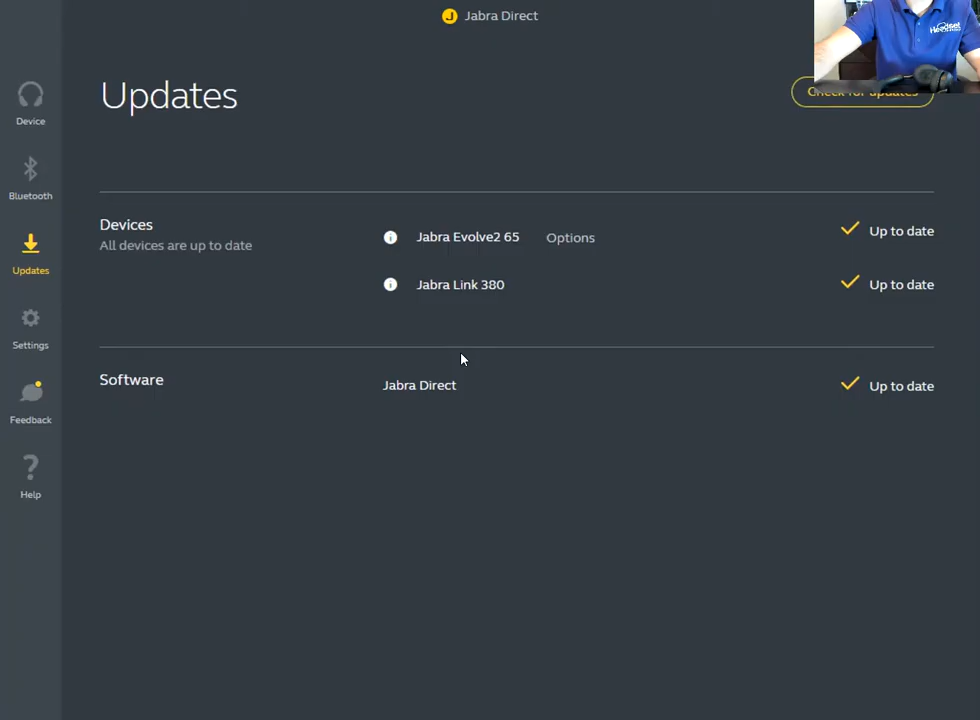 Jabra Direct
Updates
Check for updates
Device
Bluetooth
Updates
Settings
Feedback
Help
Devices
All devices are up to date
Jabra Evolve2 65 Options
Up to date
Jabra Link 380
Up to date
Software
Jabra Direct
Up to date
Headset